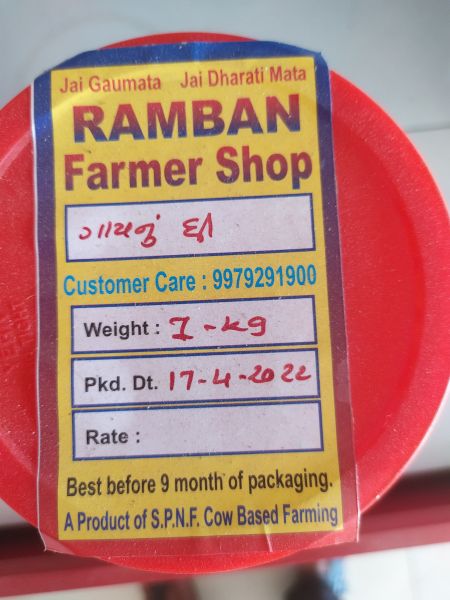 Jai Gaumata Jai Dharati Mata
RAMBAN
Farmer Shop
ગાયનું ઘી
Customer Care : 9979291900
Weight : 1-kg
Pkd. Dt. 17-4-2022
Rate :
Best before 9 month of packaging.
A Product of S.P.N.F. Cow Based Farming